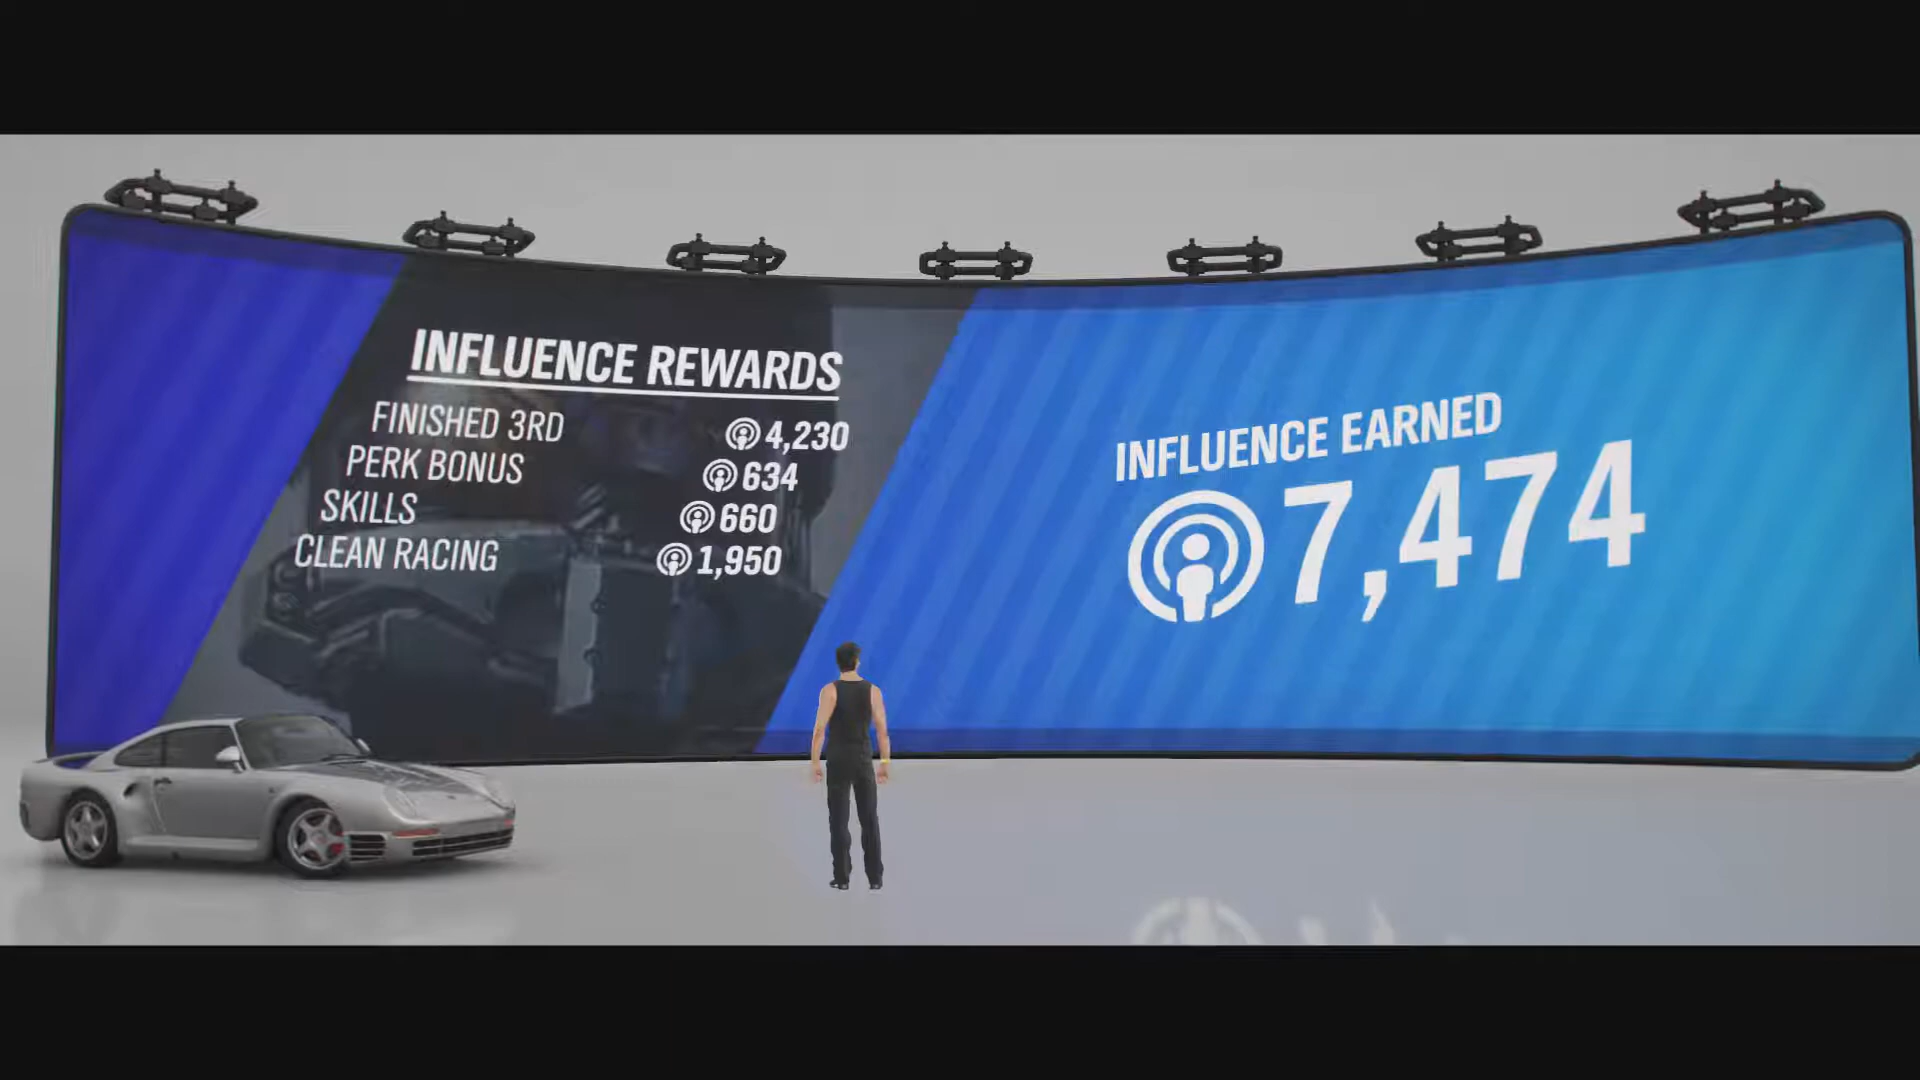 INFLUENCE REWARDS
FINISHED 3RD 4,230
PERK BONUS 634
SKILLS 660
CLEAN RACING 1,950
INFLUENCE EARNED
7,474